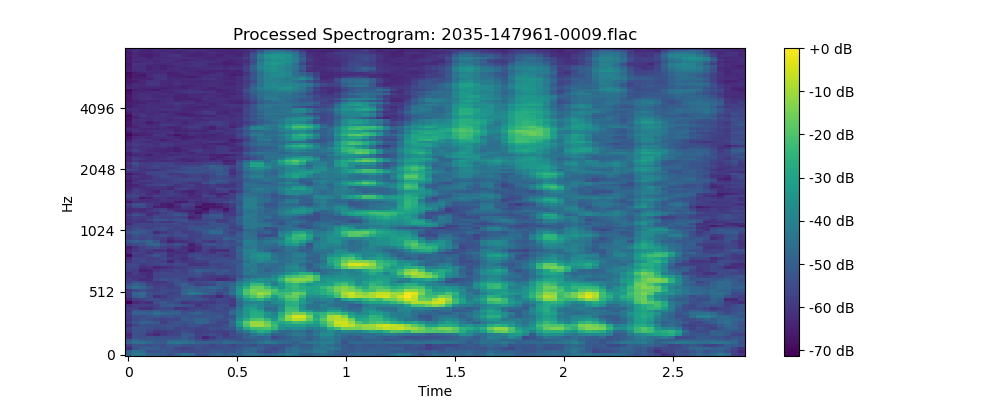 Processed Spectrogram: 2035-147961-0009.flac
Hz
4096
2048
1024
512
0
0
0.5
1
1.5
2
2.5
Time
+0 dB
-10 dB
-20 dB
-30 dB
-40 dB
-50 dB
-60 dB
-70 dB